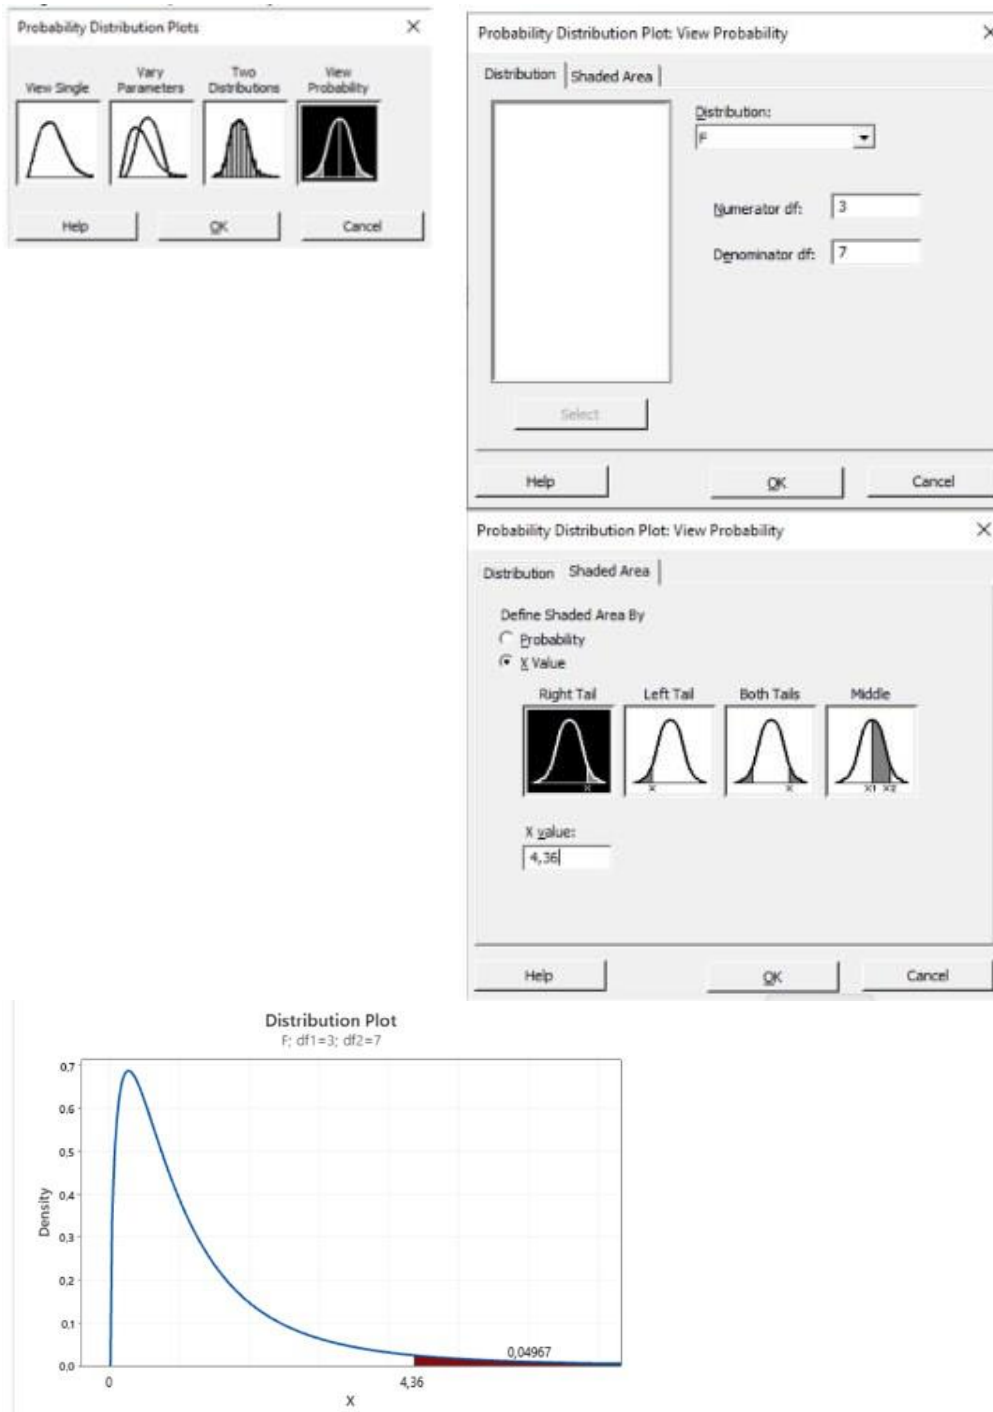 Probability Distribution Plots
View Single
Vary Parameters
Two Distributions
View Probability
Help
OK
Cancel
Probability Distribution Plot: View Probability
Distribution
Shaded Area
Distribution:
F
Numerator df:
3
Denominator df:
7
Select
Help
OK
Cancel
Probability Distribution Plot: View Probability
Distribution
Shaded Area
Define Shaded Area By
Probability
X Value
Right Tail
Left Tail
Both Tails
Middle
X
X
X
X1 X2
X value:
4,36
Help
OK
Cancel
Distribution Plot
F; df1=3; df2=7
0,7
0,6
0,5
0,4
0,3
0,2
0,1
0,0
Density
0,04967
0
4,36
X